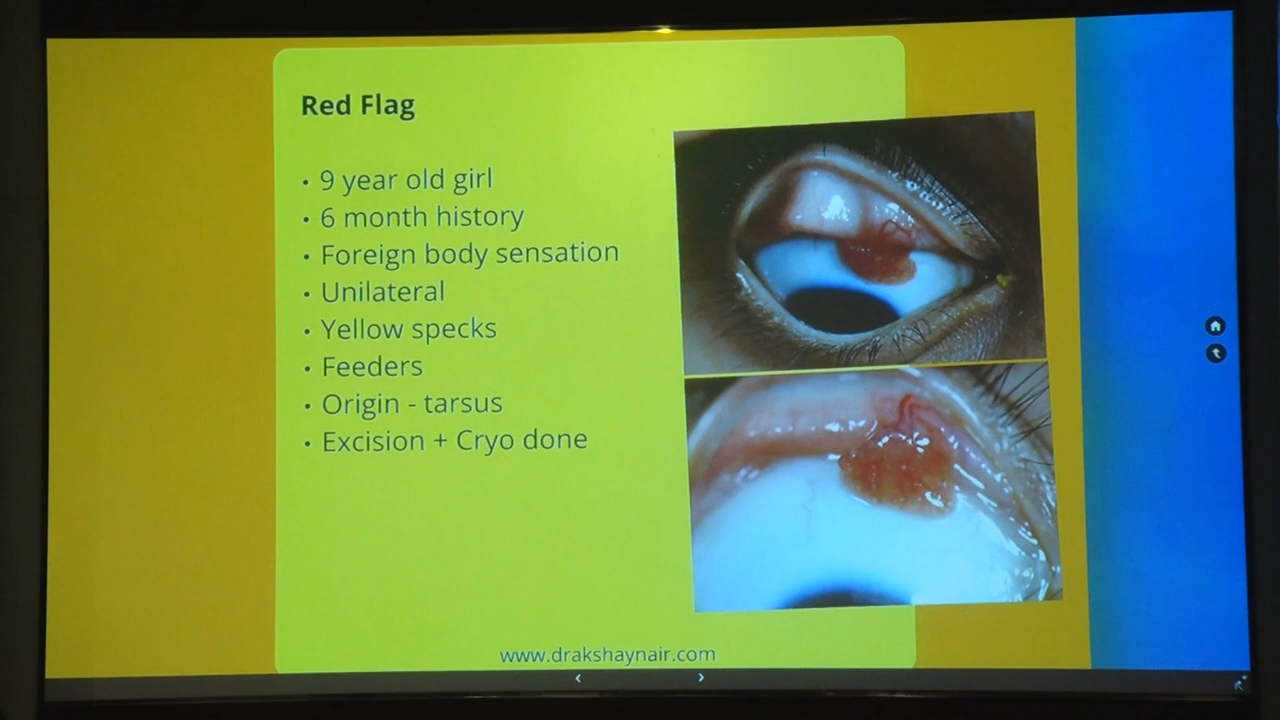 Red Flag
• 9 year old girl
• 6 month history
• Foreign body sensation
• Unilateral
• Yellow specks
• Feeders
• Origin - tarsus
• Excision + Cryo done
www.drakshaynair.com